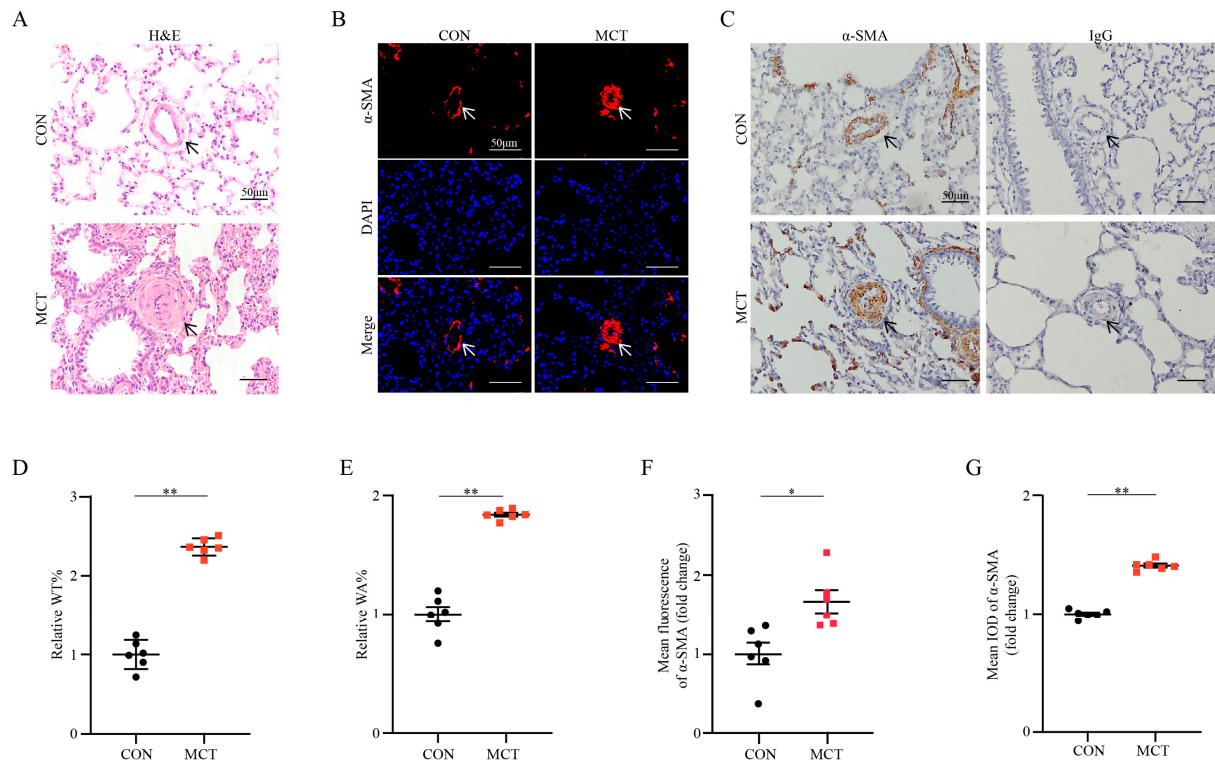 A
H&E
CON
50μm
MCT
B
CON
MCT
α-SMA
50μm
DAPI
Merge
C
α-SMA
IgG
CON
50μm
MCT
D
Relative WT%
3
2
1
0
**
CON
MCT
E
Relative WA%
2
1
0
**
CON
MCT
F
Mean fluorescence
of α-SMA (fold change)
3
2
1
0
*
CON
MCT
G
Mean IOD of α-SMA
(fold change)
2
1
0
**
CON
MCT